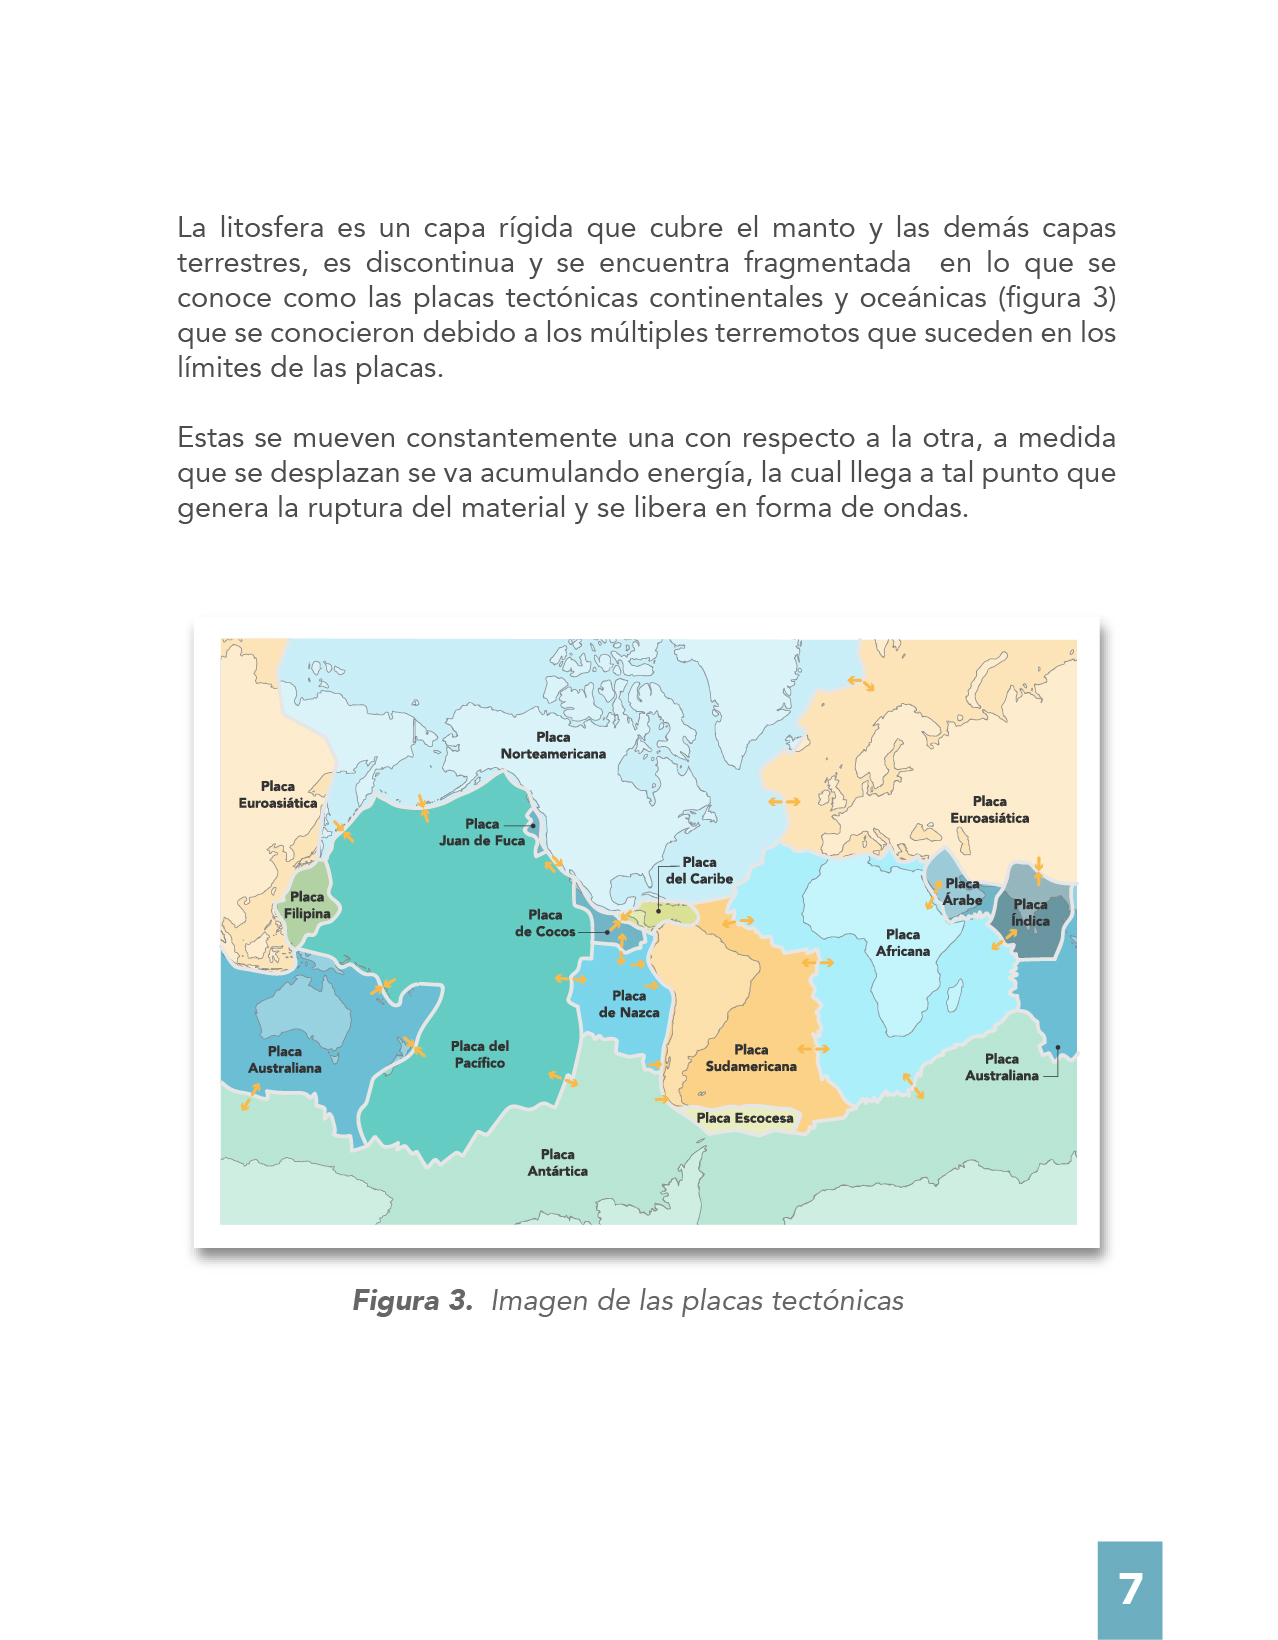 La litosfera es un capa rígida que cubre el manto y las demás capas
terrestres, es discontinua y se encuentra fragmentada en lo que se
conoce como las placas tectónicas continentales y oceánicas (figura 3)
que se conocieron debido a los múltiples terremotos que suceden en los
límites de las placas.
Estas se mueven constantemente una con respecto a la otra, a medida
que se desplazan se va acumulando energía, la cual llega a tal punto que
genera la ruptura del material y se libera en forma de ondas.
Placa
Norteamericana
Placa
Euroasiática
Placa
Euroasiática
Placa
Juan de Fuca
Placa
del Caribe
Placa
Filipina
Placa
Árabe
Placa
Índica
Placa
de Cocos
Placa
Africana
Placa
de Nazca
Placa
Australiana
Placa del
Pacífico
Placa
Sudamericana
Placa
Australiana
Placa Escocesa
Placa
Antártica
Figura 3. Imagen de las placas tectónicas
7